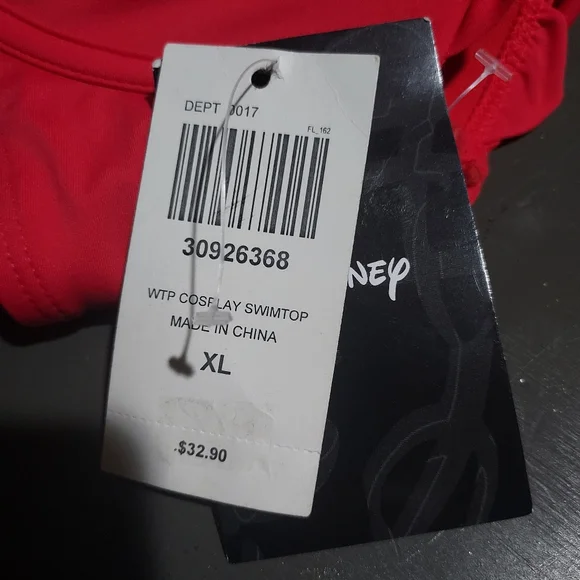 DEPT 0017
FL_162
30926368
WTP COSPLAY SWIMTOP
MADE IN CHINA
XL
$32.90
NEY